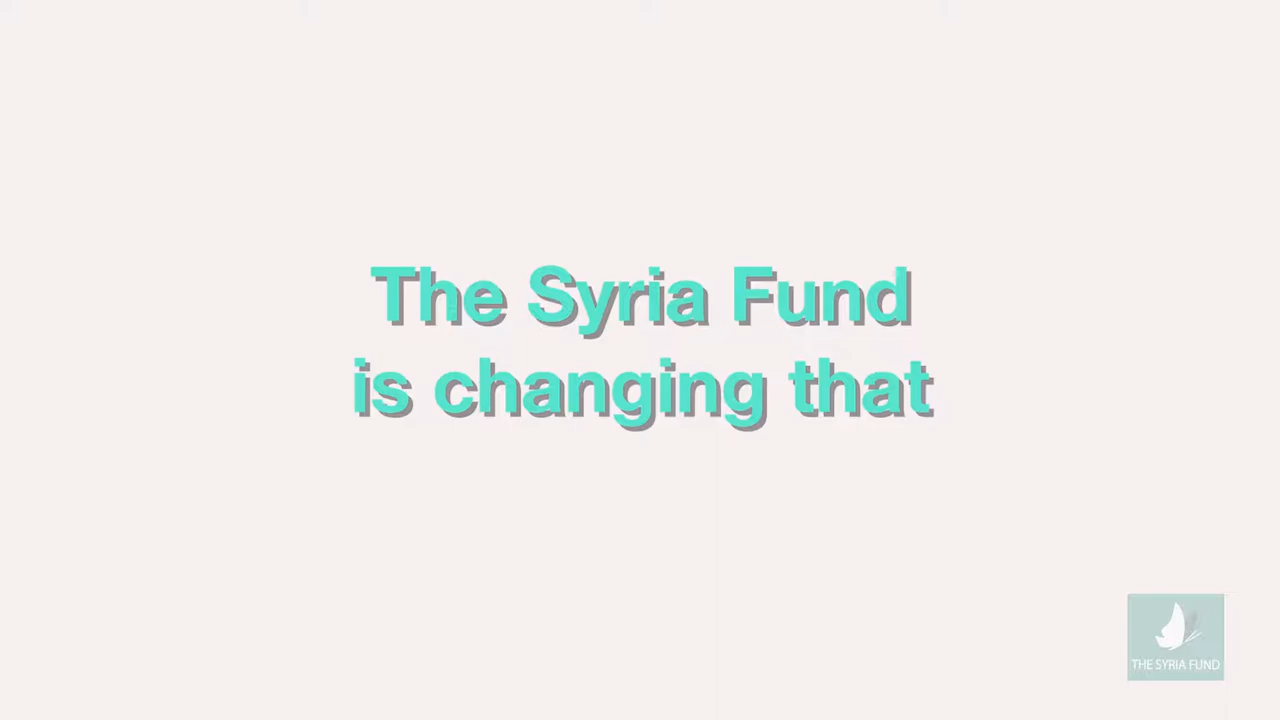 The Syria Fund
is changing that
THE SYRIA FUND